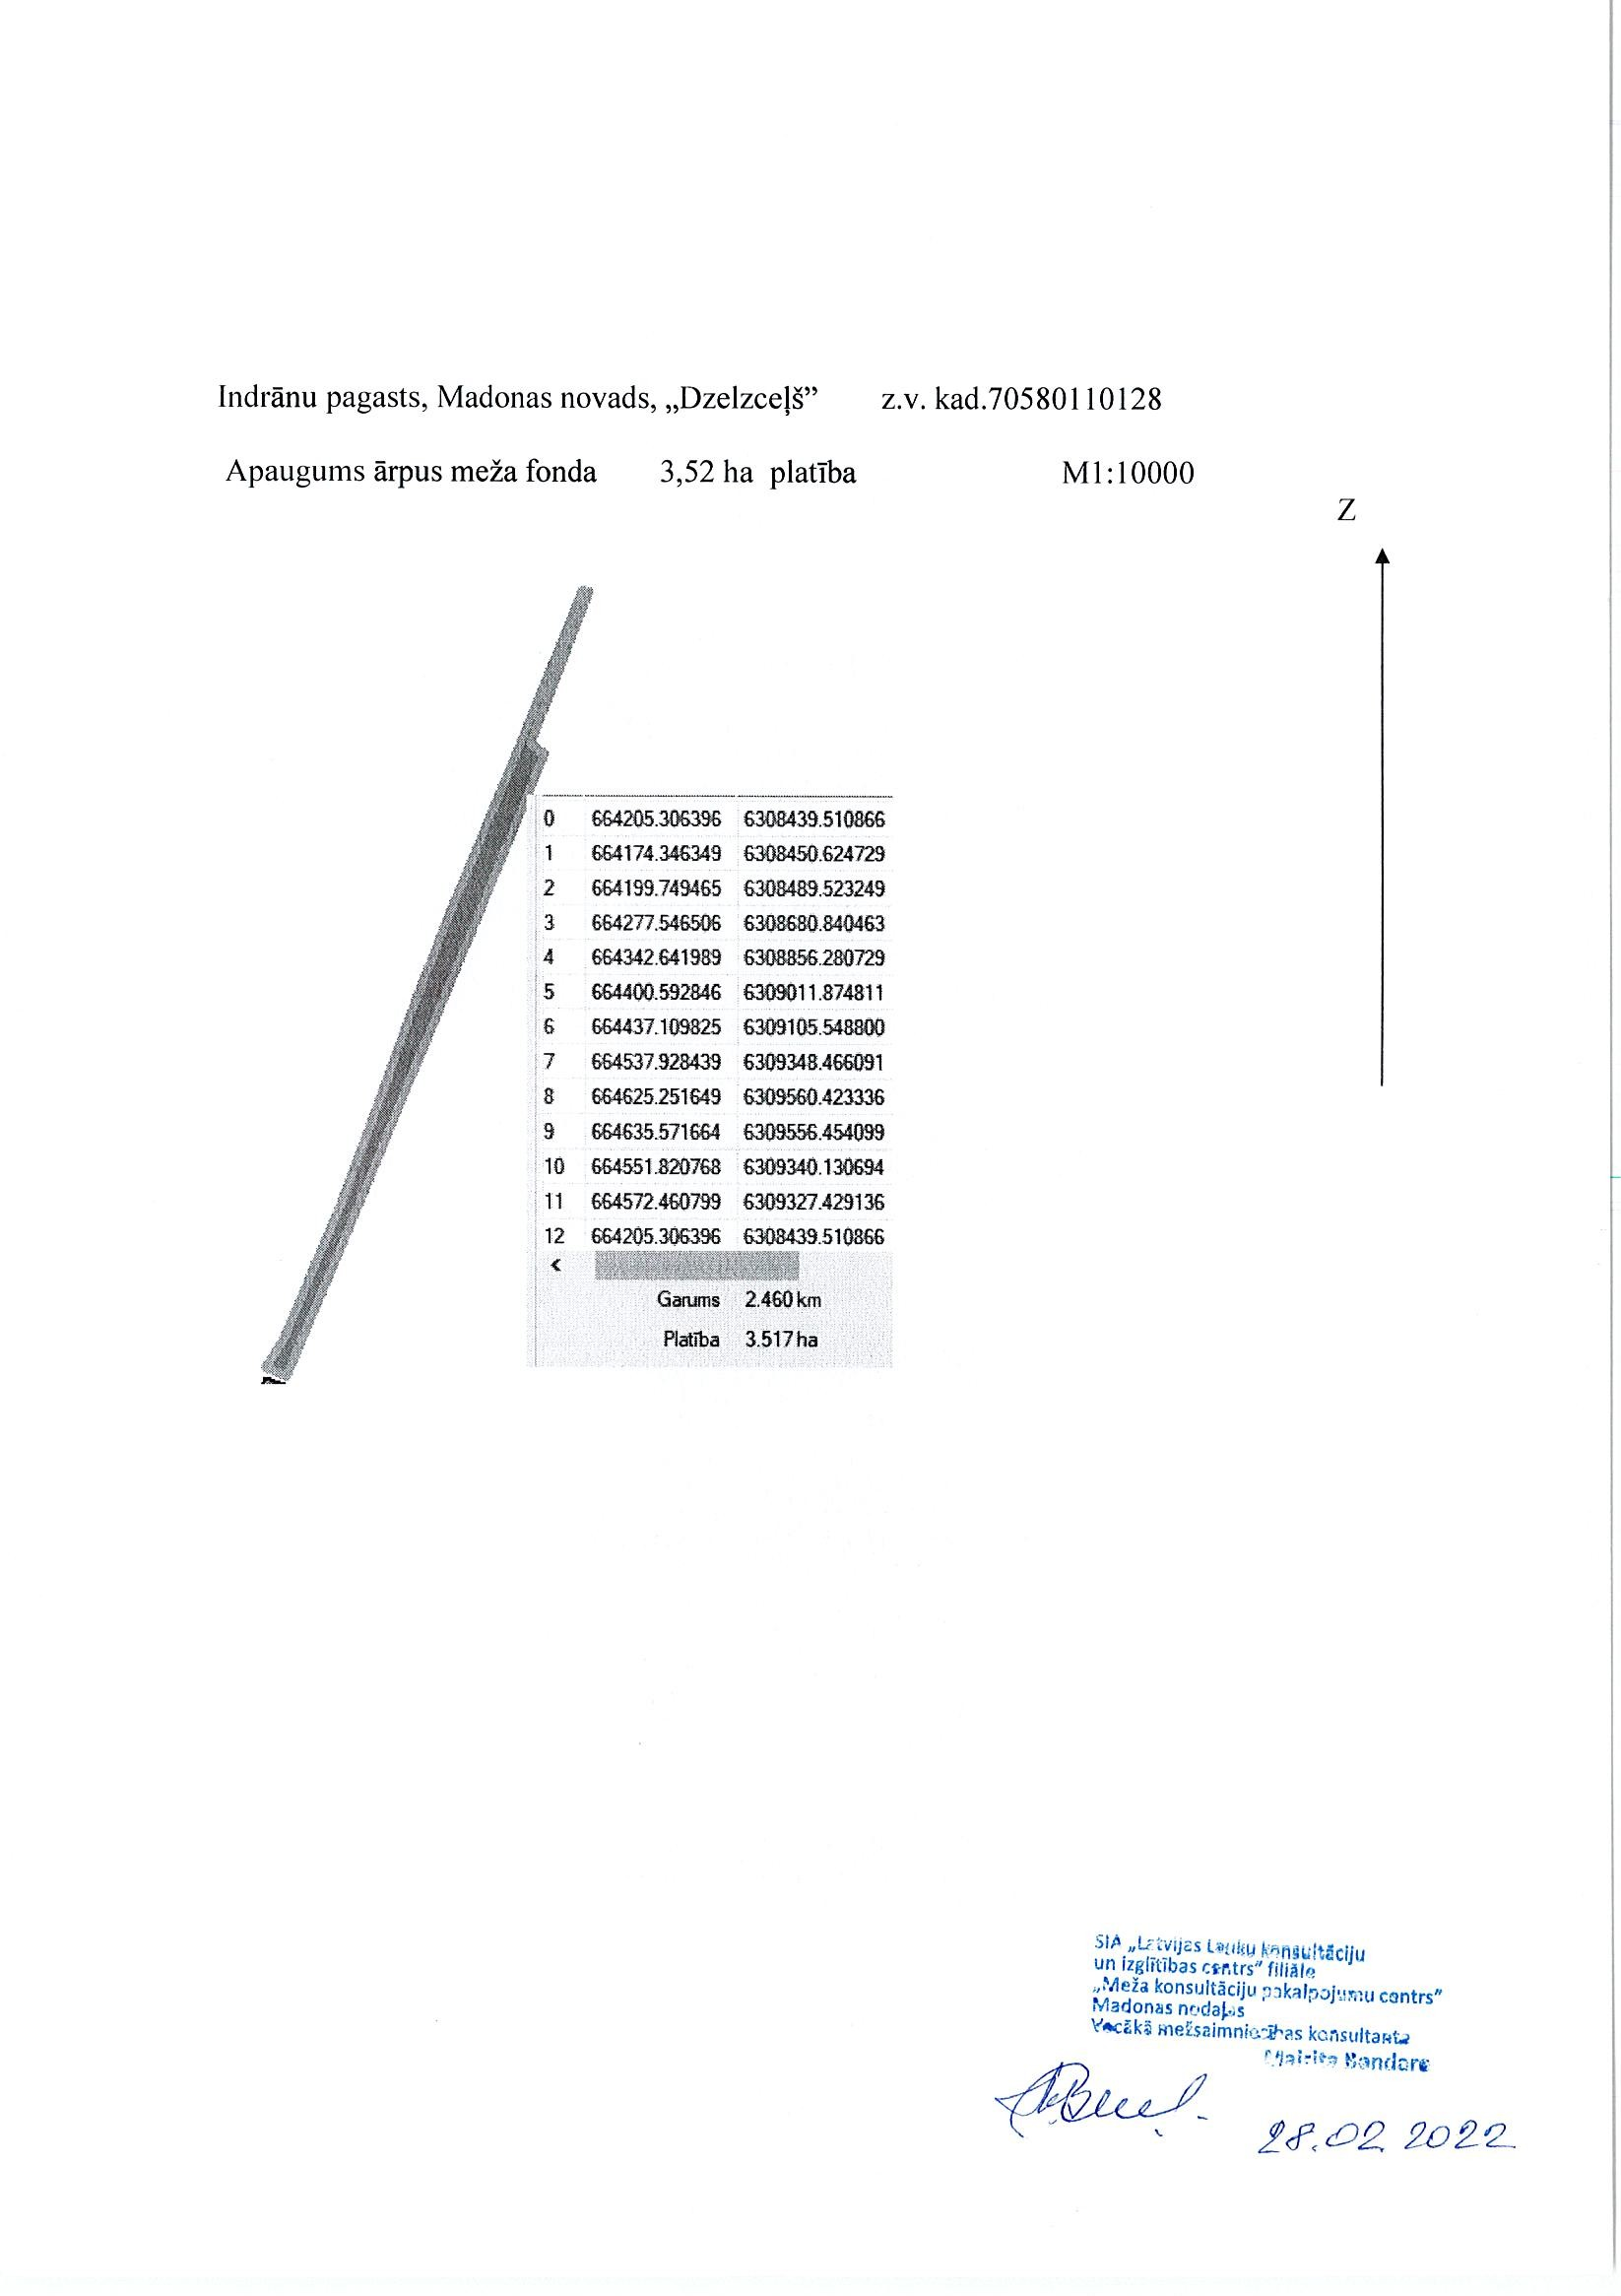 Indrānu pagasts, Madonas novads, „Dzelzceļš” z.v. kad.70580110128
Apaugums ārpus meža fonda 3,52 ha platība M1:10000
Z
0 664205.306396 6308439.510866
1 664174.346349 6308450.624729
2 664199.749465 6308489.523249
3 664277.546506 6308680.840463
4 664342.641989 6308856.280729
5 664400.592846 6309011.874811
6 664437.109825 6309105.548800
7 664537.928439 6309348.466091
8 664625.251649 6309560.423336
9 664635.571664 6309556.454099
10 664551.820768 6309340.130694
11 664572.460799 6309327.429136
12 664205.306396 6308439.510866
<
Garums 2.460 km
Platība 3.517 ha
SIA „Latvijas Lauku konsultāciju
un izglītības centrs” filiāle
„Meža konsultāciju pakalpojumu centrs”
Madonas nodaļas
Vecākā mežsaimniecības konsultante
28.02.2022